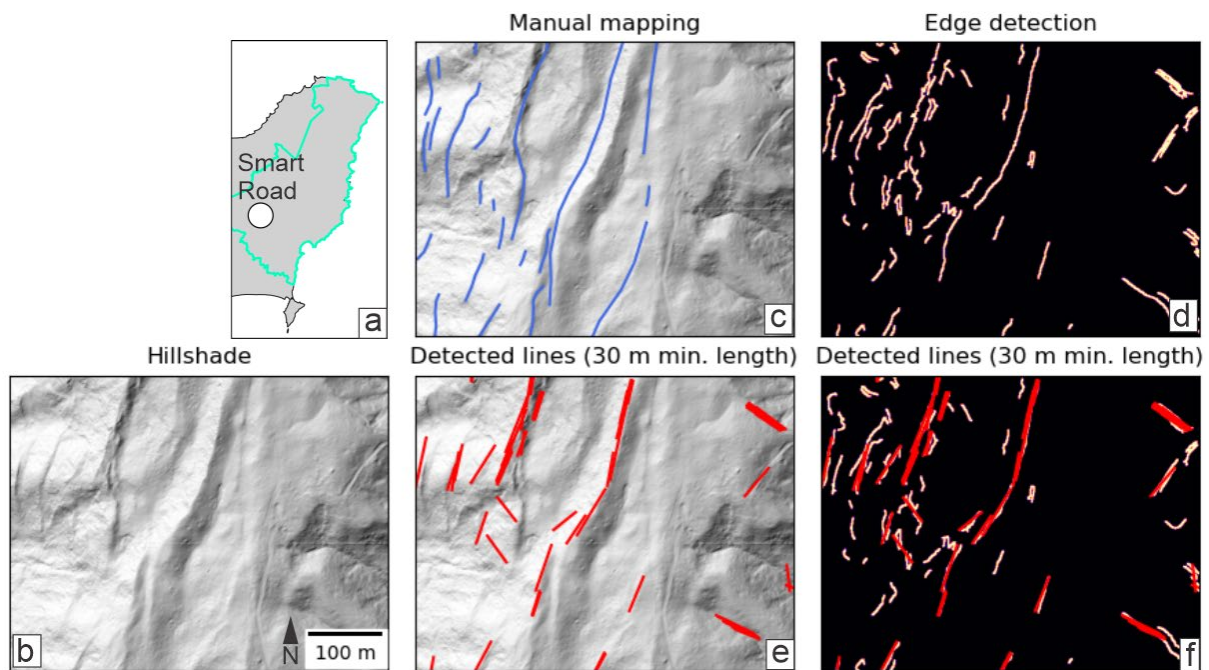 Manual mapping
Edge detection
Smart
Road
a
c
d
Hillshade
Detected lines (30 m min. length)
Detected lines (30 m min. length)
b
N
100 m
e
f